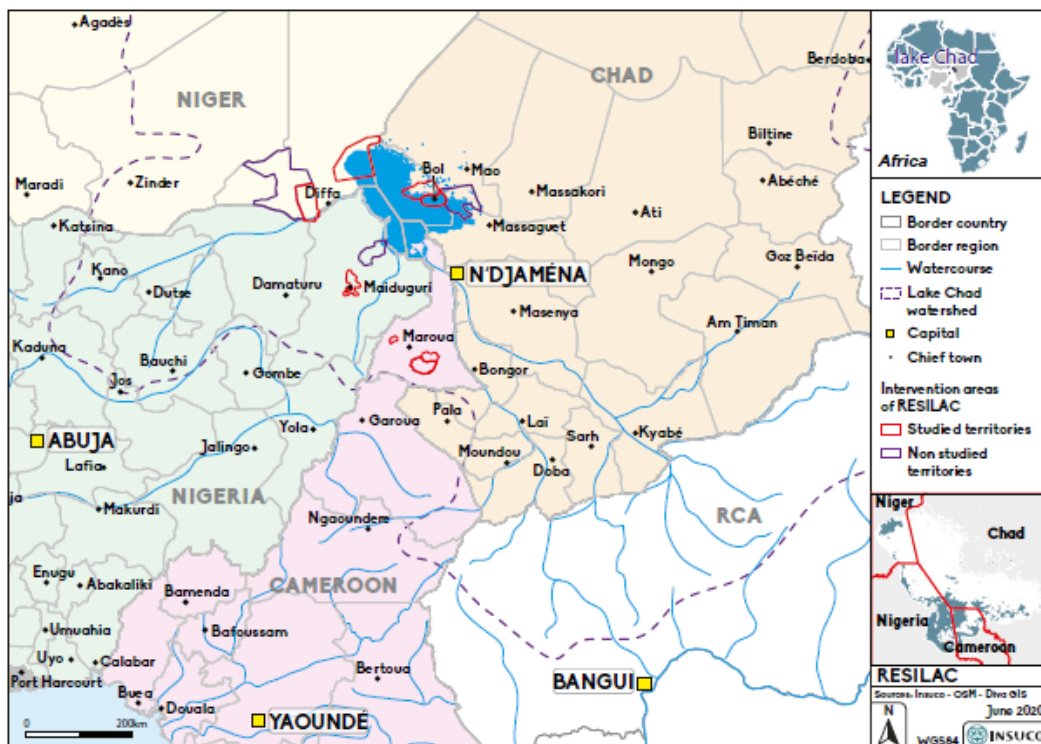 Agadès
NIGER
CHAD
Berdoba
Biltine
Abéché
Maradi
Zinder
Diffa
Bol
Mao
Massakori
Ati
Katsina
Massaguet
Kano
Dutse
Damaturu
Maiduguri
N'DJAMÉNA
Mongo
Goz Beïda
Masenya
Am Timan
Kaduna
Bauchi
Jos
Gombe
Maroua
Bongor
ABUJA
Lafia
Jalingo
Yola
Garoua
Pala
Laï
Moundou
Doba
Sarh
Kyabé
NIGERIA
ja
Makurdi
Ngaoundere
RCA
CAMEROON
Enugu
Abakaliki
Bamenda
Umuahia
Bafoussam
Uyo
Calabar
Port Harcourt
Buea
Douala
Bertoua
BANGUI
YAOUNDÉ
0
200km
lake Chad
Africa
LEGEND
Border country
Border region
Watercourse
Lake Chad
watershed
Capital
Chief town
Intervention areas
of RESILAC
Studied territories
Non studied
territories
Niger
Chad
Nigeria
Cameroon
RESILAC
Sources: Insuco - OSM - Diva GIS
June 2020
N
WGS84
INSUCO